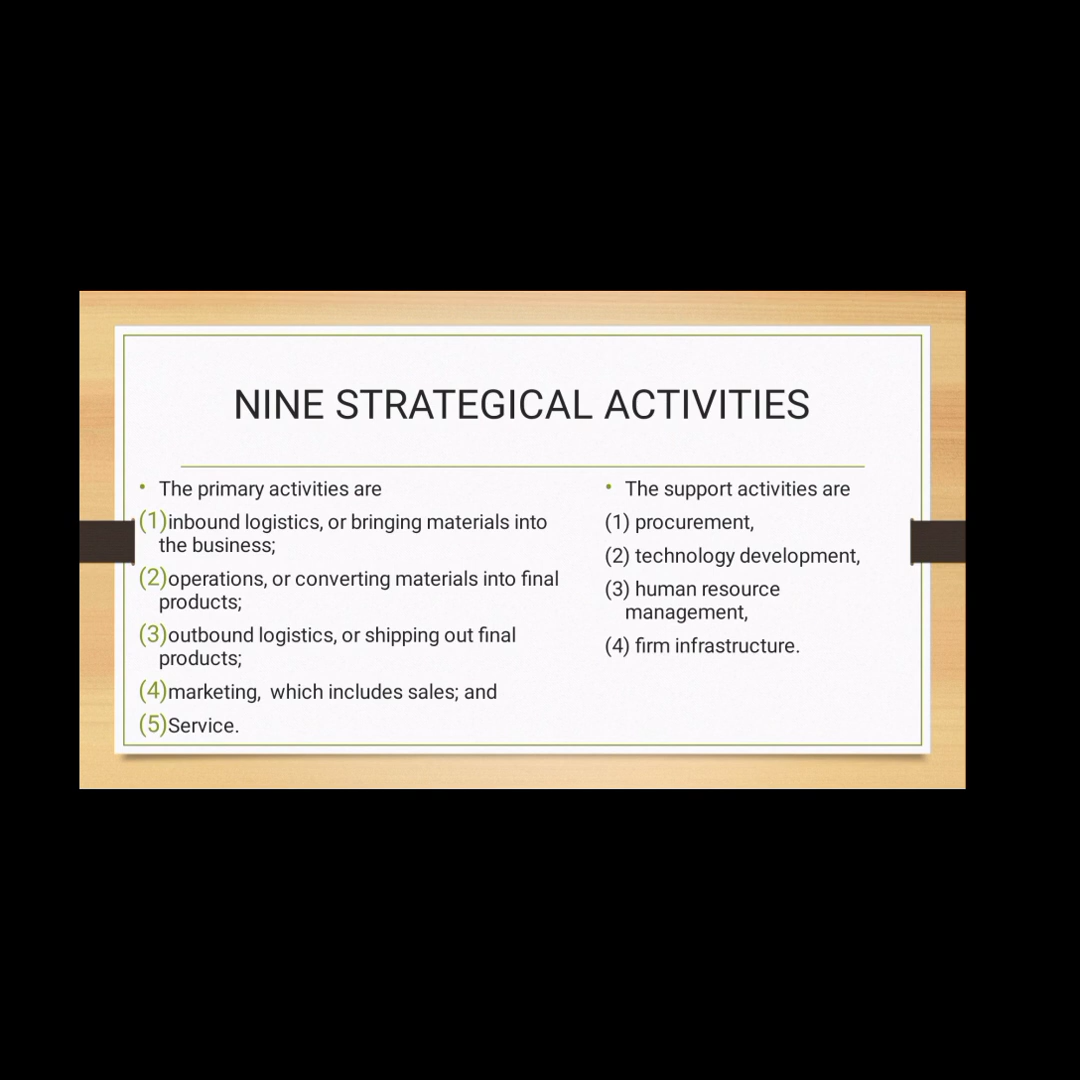 NINE STRATEGICAL ACTIVITIES
• The primary activities are
(1)inbound logistics, or bringing materials into
the business;
(2)operations, or converting materials into final
products;
(3)outbound logistics, or shipping out final
products;
(4)marketing,  which includes sales; and
(5)Service.
• The support activities are
(1) procurement,
(2) technology development,
(3) human resource
management,
(4) firm infrastructure.